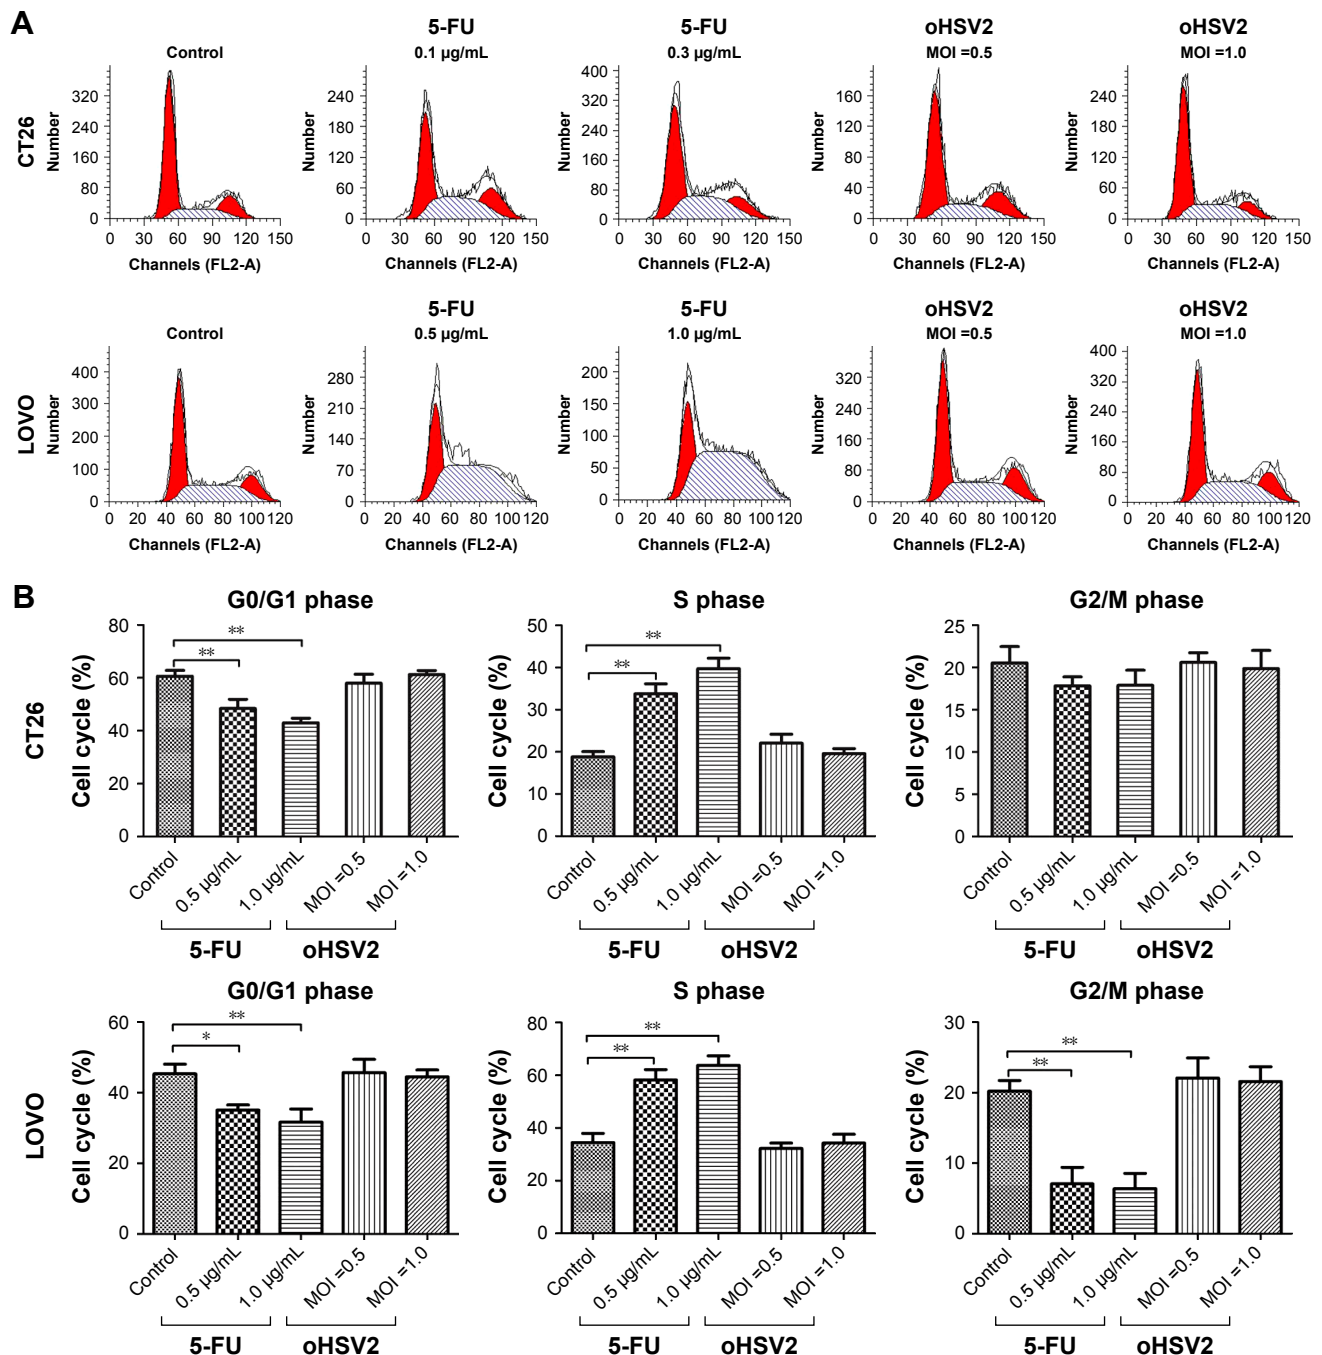 A
5-FU 5-FU oHSV2 oHSV2
Control 0.1 µg/mL 0.3 µg/mL MOI =0.5 MOI =1.0
CT26
Number Number Number Number Number
320 240 160 80 0
240 180 120 60 0
400 320 240 160 80 0
160 120 80 40 0
240 180 120 60 0
0 30 60 90 120 150 0 30 60 90 120 150 0 30 60 90 120 150 0 30 60 90 120 150 0 30 60 90 120 150
Channels (FL2-A) Channels (FL2-A) Channels (FL2-A) Channels (FL2-A) Channels (FL2-A)
5-FU 5-FU oHSV2 oHSV2
Control 0.5 µg/mL 1.0 µg/mL MOI =0.5 MOI =1.0
LOVO
Number Number Number Number Number
400 300 200 100 0
280 210 140 70 0
200 150 100 50 0
320 240 160 80 0
400 320 240 160 80 0
0 20 40 60 80 100 120 0 20 40 60 80 100 120 0 20 40 60 80 100 120 0 20 40 60 80 100 120 0 20 40 60 80 100 120
Channels (FL2-A) Channels (FL2-A) Channels (FL2-A) Channels (FL2-A) Channels (FL2-A)
B
CT26
G0/G1 phase
Cell cycle (%)
80
60
40
20
0
**
**
Control 0.5 µg/mL 1.0 µg/mL MOI =0.5 MOI =1.0
5-FU oHSV2
S phase
Cell cycle (%)
50
40
30
20
10
0
**
**
Control 0.5 µg/mL 1.0 µg/mL MOI =0.5 MOI =1.0
5-FU oHSV2
G2/M phase
Cell cycle (%)
25
20
15
10
5
0
Control 0.5 µg/mL 1.0 µg/mL MOI =0.5 MOI =1.0
5-FU oHSV2
LOVO
G0/G1 phase
Cell cycle (%)
60
40
20
0
**
*
Control 0.5 µg/mL 1.0 µg/mL MOI =0.5 MOI =1.0
5-FU oHSV2
S phase
Cell cycle (%)
80
60
40
20
0
**
**
Control 0.5 µg/mL 1.0 µg/mL MOI =0.5 MOI =1.0
5-FU oHSV2
G2/M phase
Cell cycle (%)
30
20
10
0
**
**
Control 0.5 µg/mL 1.0 µg/mL MOI =0.5 MOI =1.0
5-FU oHSV2